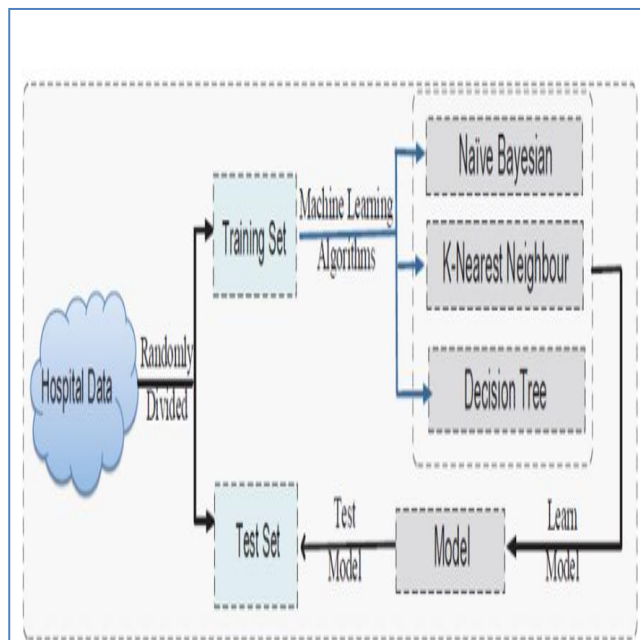 Hospital Data
Randomly
Divided
Training Set
Machine Learning
Algorithms
Naïve Bayesian
K-Nearest Neighbour
Decision Tree
Test Set
Test
Model
Model
Learn
Model